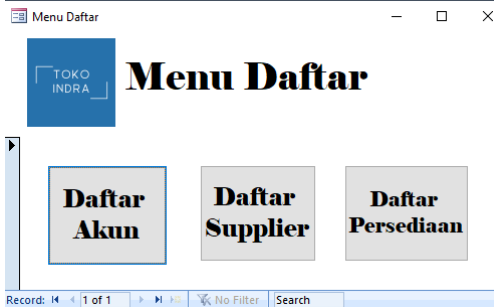 Menu Daftar
TOKO
INDRA
Menu Daftar
Daftar
Akun
Daftar
Supplier
Daftar
Persediaan
Record: 1 of 1 No Filter Search